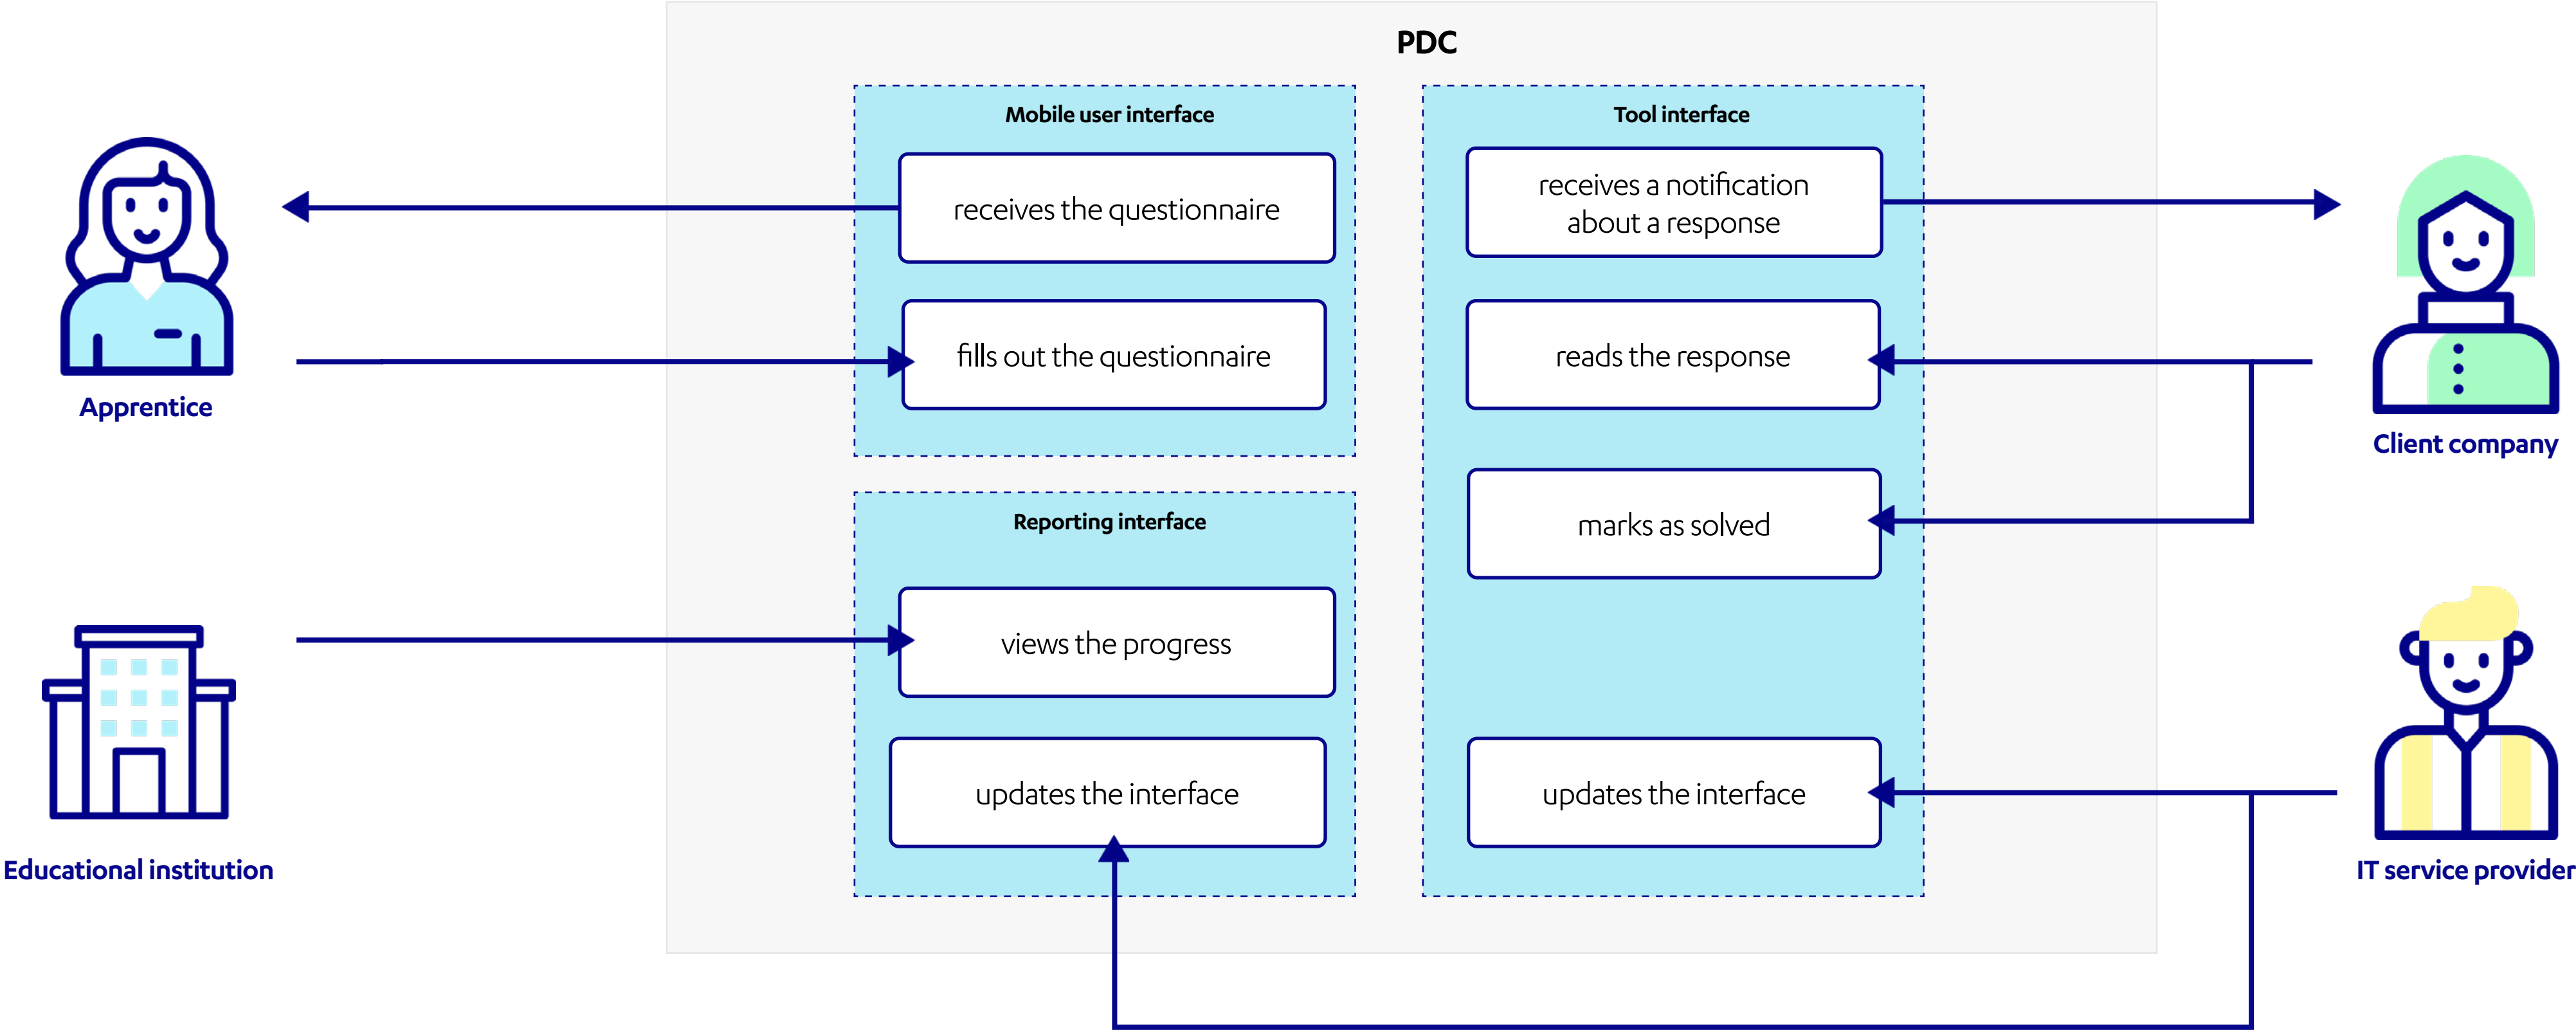 PDC
Mobile user interface
receives the questionnaire
fills out the questionnaire
Reporting interface
views the progress
updates the interface
Tool interface
receives a notification
about a response
reads the response
marks as solved
updates the interface
Apprentice
Educational institution
Client company
IT service provider